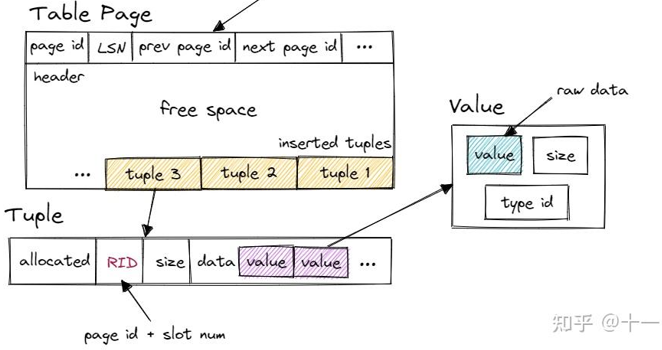 Table Page
page id LSN prev page id next page id ...
header
free space
inserted tuples
... tuple 3 tuple 2 tuple 1
Tuple
allocated RID size data value value ...
page id + slot num
Value
raw data
value size
type id
知乎 @十一